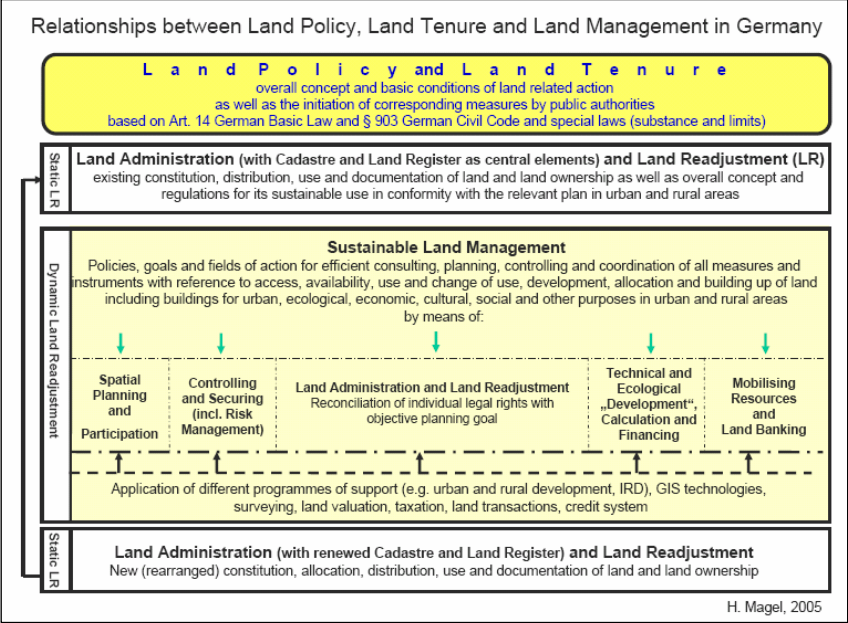 Relationships between Land Policy, Land Tenure and Land Management in Germany
Land Policy and Land Tenure
overall concept and basic conditions of land related action
as well as the initiation of corresponding measures by public authorities
based on Art. 14 German Basic Law and § 903 German Civil Code and special laws (substance and limits)
Static LR
Land Administration (with Cadastre and Land Register as central elements) and Land Readjustment (LR)
existing constitution, distribution, use and documentation of land and land ownership as well as overall concept and
regulations for its sustainable use in conformity with the relevant plan in urban and rural areas
Dynamic Land Readjustment
Sustainable Land Management
Policies, goals and fields of action for efficient consulting, planning, controlling and coordination of all measures and
instruments with reference to access, availability, use and change of use, development, allocation and building up of land
including buildings for urban, ecological, economic, cultural, social and other purposes in urban and rural areas
by means of:
Spatial
Planning
and
Participation
Controlling
and Securing
(incl. Risk
Management)
Land Administration and Land Readjustment
Reconciliation of individual legal rights with
objective planning goal
Technical and
Ecological
„Development“,
Calculation and
Financing
Mobilising
Resources
and
Land Banking
Application of different programmes of support (e.g. urban and rural development, IRD), GIS technologies,
surveying, land valuation, taxation, land transactions, credit system
Static LR
Land Administration (with renewed Cadastre and Land Register) and Land Readjustment
New (rearranged) constitution, allocation, distribution, use and documentation of land and land ownership
H. Magel, 2005